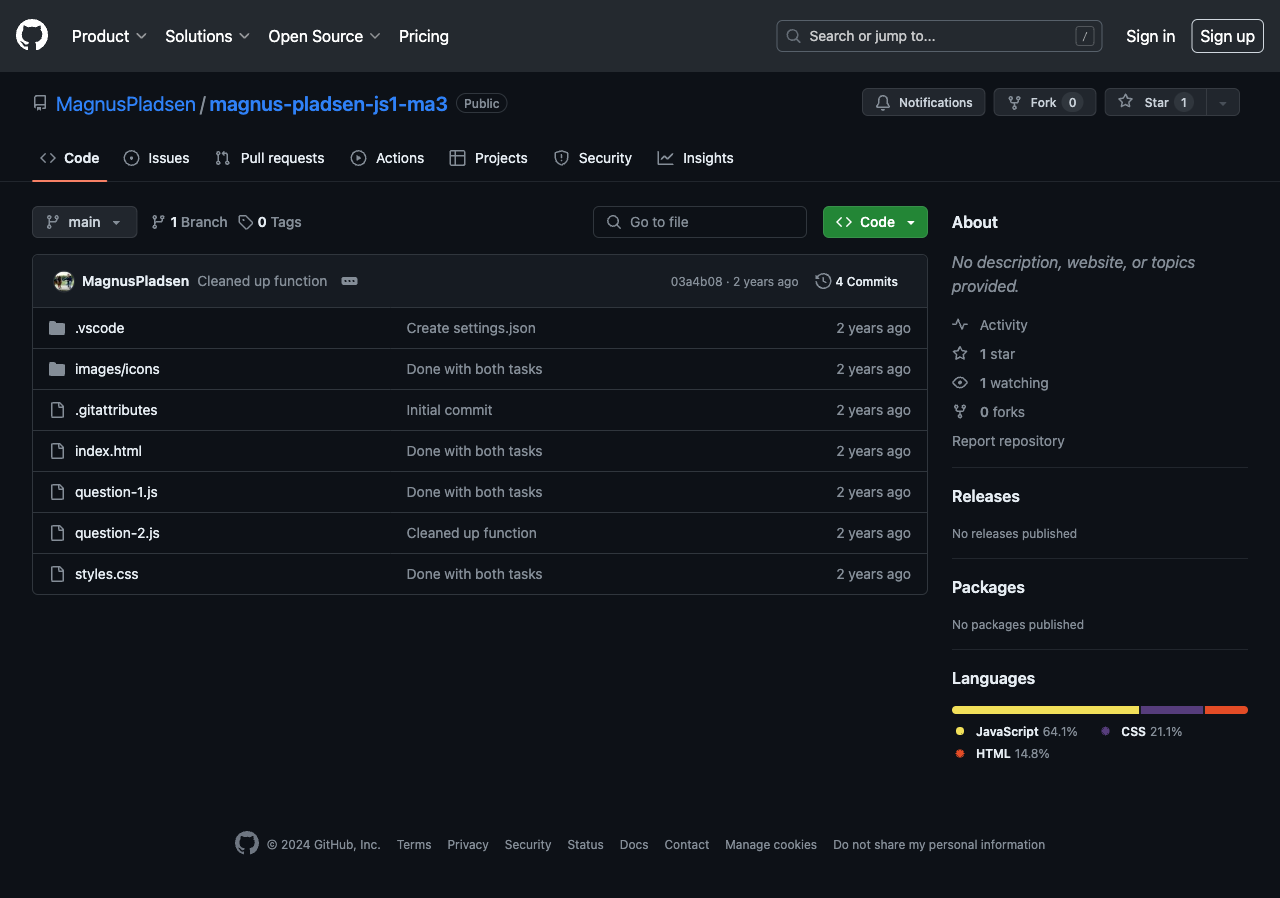 Product Solutions Open Source Pricing Search or jump to... / Sign in Sign up
MagnusPladsen / magnus-pladsen-js1-ma3 Public Notifications Fork 0 Star 1
Code Issues Pull requests Actions Projects Security Insights
main 1 Branch 0 Tags Go to file Code
MagnusPladsen Cleaned up function 03a4b08 · 2 years ago 4 Commits
.vscode Create settings.json 2 years ago
images/icons Done with both tasks 2 years ago
.gitattributes Initial commit 2 years ago
index.html Done with both tasks 2 years ago
question-1.js Done with both tasks 2 years ago
question-2.js Cleaned up function 2 years ago
styles.css Done with both tasks 2 years ago
About
No description, website, or topics
provided.
Activity
1 star
1 watching
0 forks
Report repository
Releases
No releases published
Packages
No packages published
Languages
JavaScript 64.1% CSS 21.1%
HTML 14.8%
© 2024 GitHub, Inc. Terms Privacy Security Status Docs Contact Manage cookies Do not share my personal information